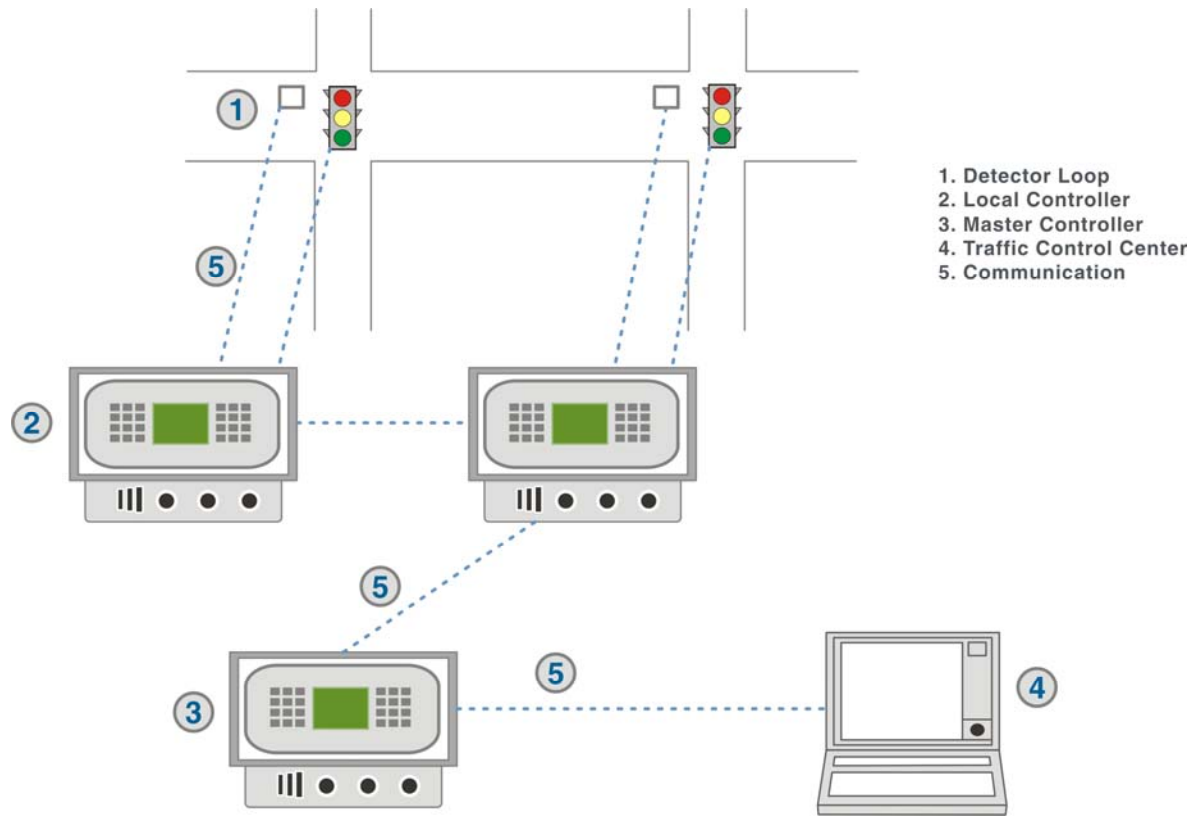 1
5
2
5
3
5
4
1. Detector Loop
2. Local Controller
3. Master Controller
4. Traffic Control Center
5. Communication